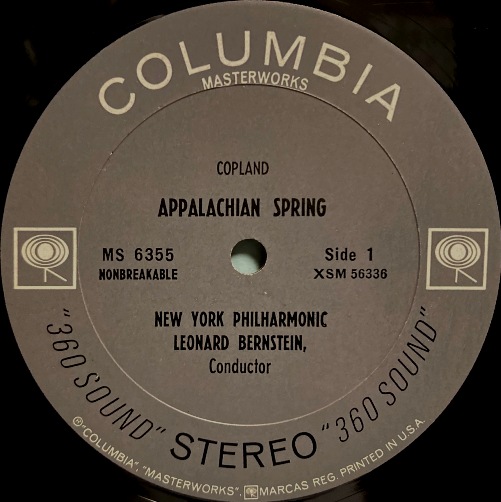 COLUMBIA
MASTERWORKS
COPLAND
APPALACHIAN SPRING
MS 6355
NONBREAKABLE
Side 1
XSM 56336
NEW YORK PHILHARMONIC
LEONARD BERNSTEIN,
Conductor
"360 SOUND" STEREO "360 SOUND"
® "COLUMBIA", "MASTERWORKS", MARCAS REG. PRINTED IN U.S.A.